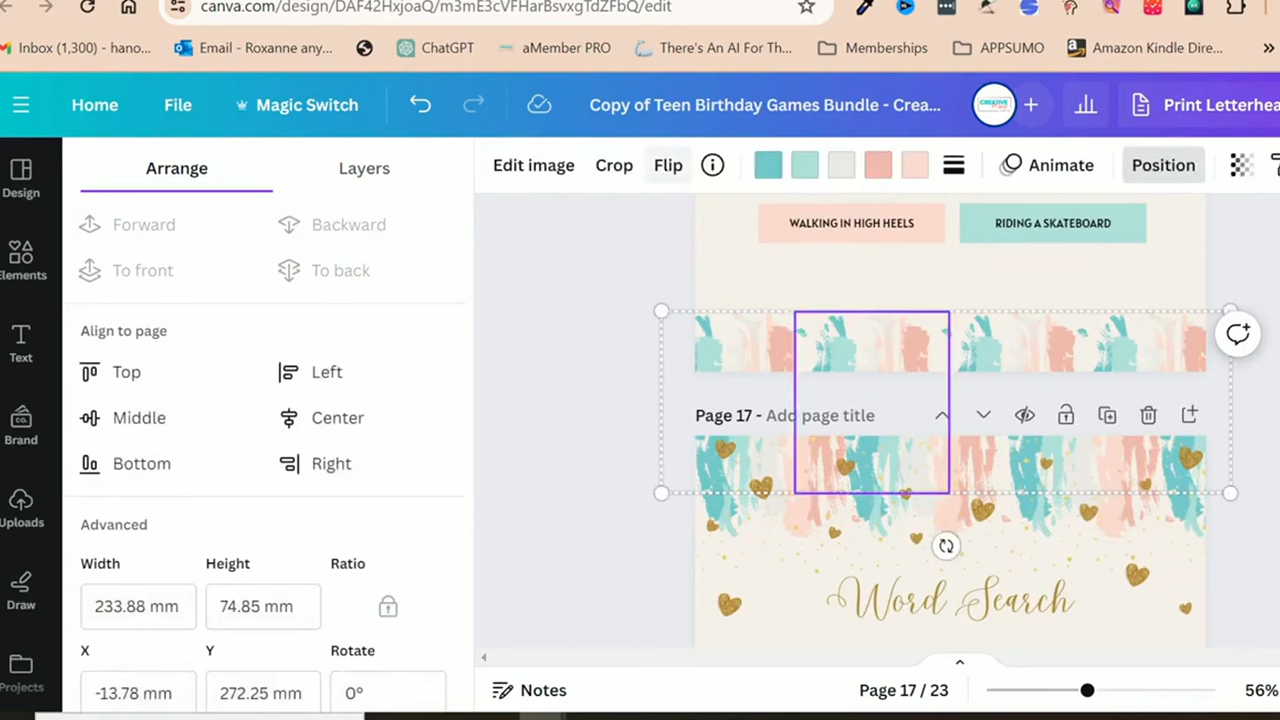 canva.com/design/DAF42HxjoaQ/m3mE3cVFHarBsvxgTdZFbQ/edit
Inbox (1,300) - hano...
Email - Roxanne any...
ChatGPT
aMember PRO
There's An AI For Th...
Memberships
APPSUMO
Amazon Kindle Dire...
»
Home
File
Magic Switch
Copy of Teen Birthday Games Bundle - Crea...
CREATIVE
+
Print Letterhea
Arrange
Layers
Edit image
Crop
Flip
Animate
Position
Design
Elements
Text
Brand
Uploads
Draw
Projects
Forward
Backward
To front
To back
Align to page
Top
Left
Middle
Center
Bottom
Right
Advanced
Width
Height
Ratio
233.88 mm
74.85 mm
X
Y
Rotate
-13.78 mm
272.25 mm
0°
WALKING IN HIGH HEELS
RIDING A SKATEBOARD
Page 17 - Add page title
Word Search
Notes
Page 17 / 23
56%